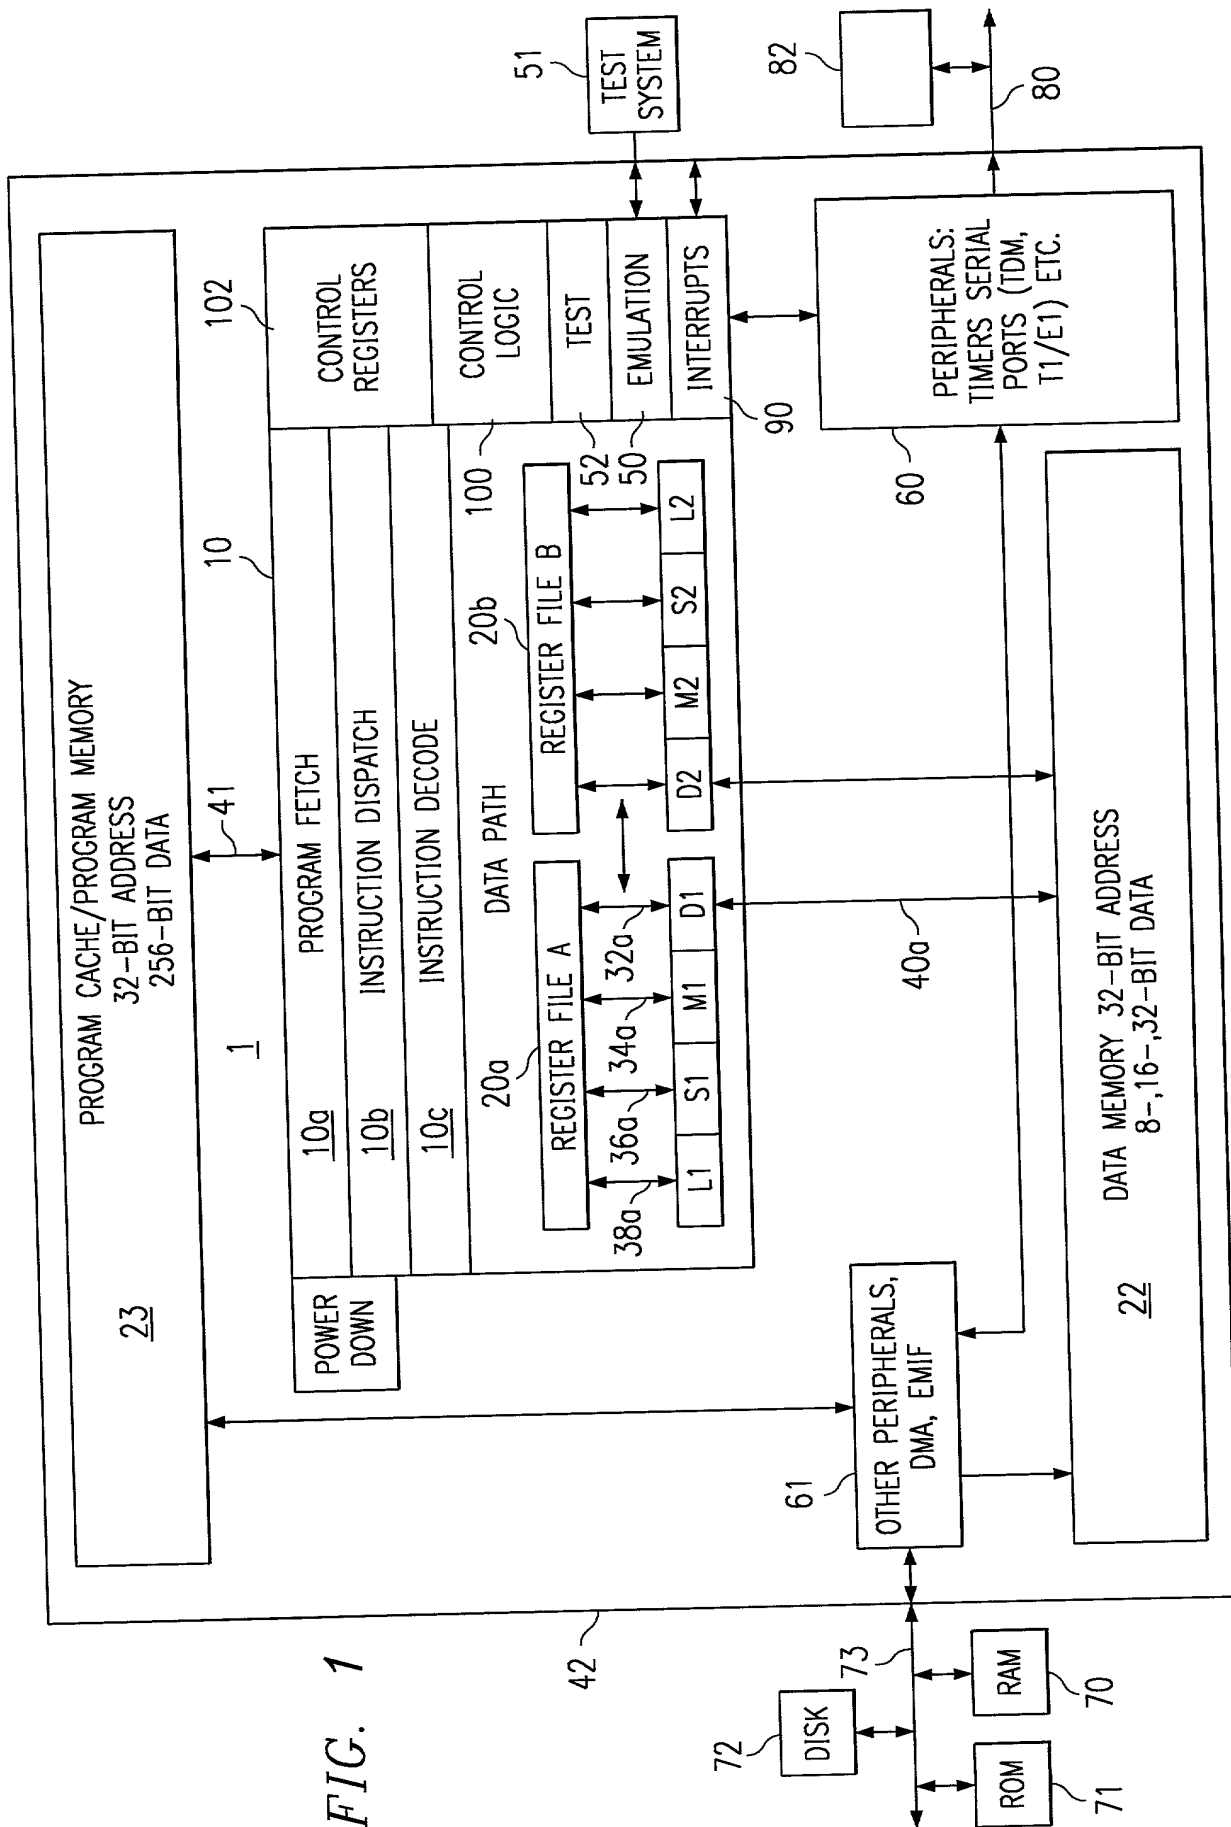 PROGRAM CACHE/PROGRAM MEMORY
32-BIT ADDRESS
256-BIT DATA
23
1
41
10
102
POWER
DOWN
10a
PROGRAM FETCH
10b
INSTRUCTION DISPATCH
10c
INSTRUCTION DECODE
CONTROL
REGISTERS
CONTROL
LOGIC
TEST
EMULATION
INTERRUPTS
100
52
50
90
51
TEST
SYSTEM
DATA PATH
20a
20b
REGISTER FILE A
REGISTER FILE B
38a
36a
34a
32a
L1
S1
M1
D1
D2
M2
S2
L2
40a
61
OTHER PERIPHERALS,
DMA, EMIF
60
PERIPHERALS:
TIMERS SERIAL
PORTS (TDM,
T1/E1) ETC.
82
80
22
DATA MEMORY 32-BIT ADDRESS
8-,16-,32-BIT DATA
42
73
72
DISK
RAM
70
ROM
71
FIG. 1